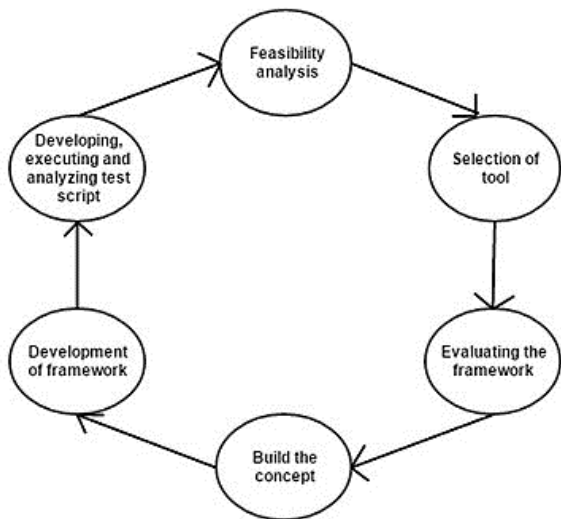 Feasibility
analysis
Selection of
tool
Evaluating the
framework
Build the
concept
Development
of framework
Developing,
executing and
analyzing test
script